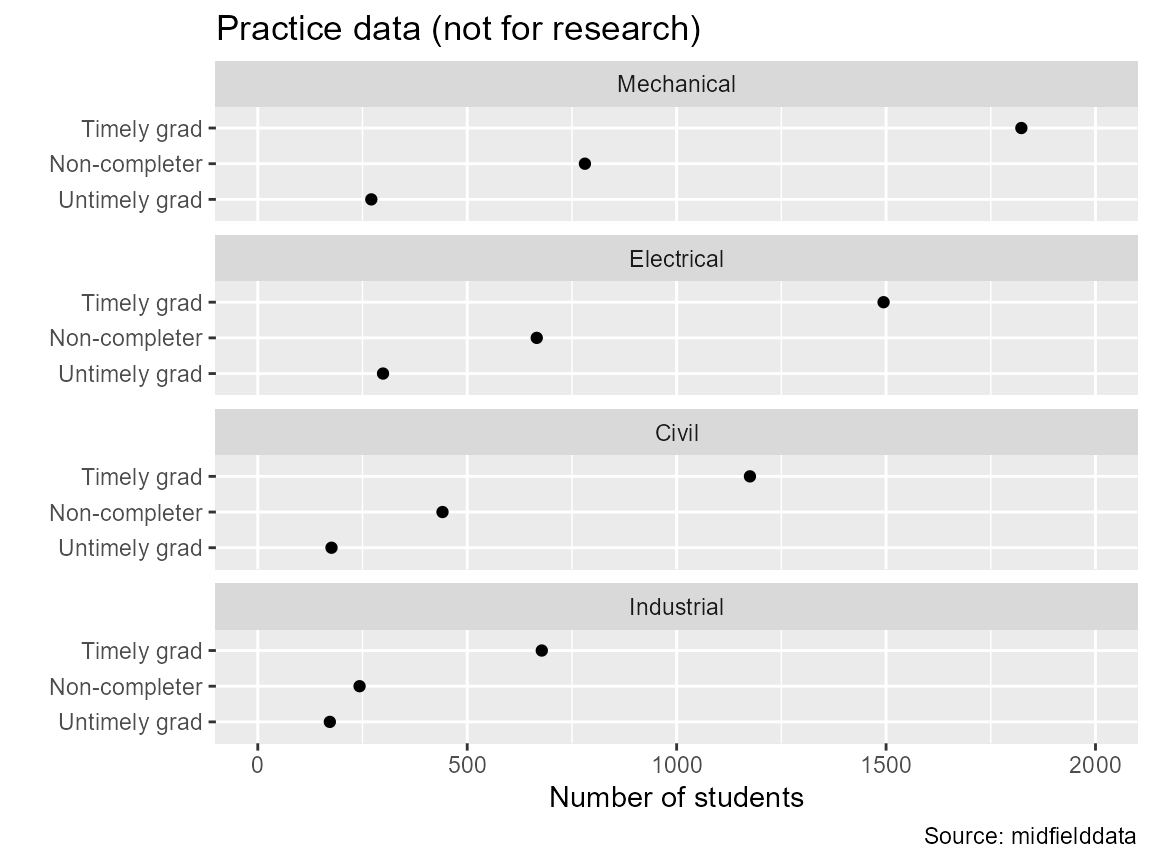 Practice data (not for research)
Mechanical
Timely grad
Non-completer
Untimely grad
Electrical
Timely grad
Non-completer
Untimely grad
Civil
Timely grad
Non-completer
Untimely grad
Industrial
Timely grad
Non-completer
Untimely grad
0 500 1000 1500 2000
Number of students
Source: midfielddata